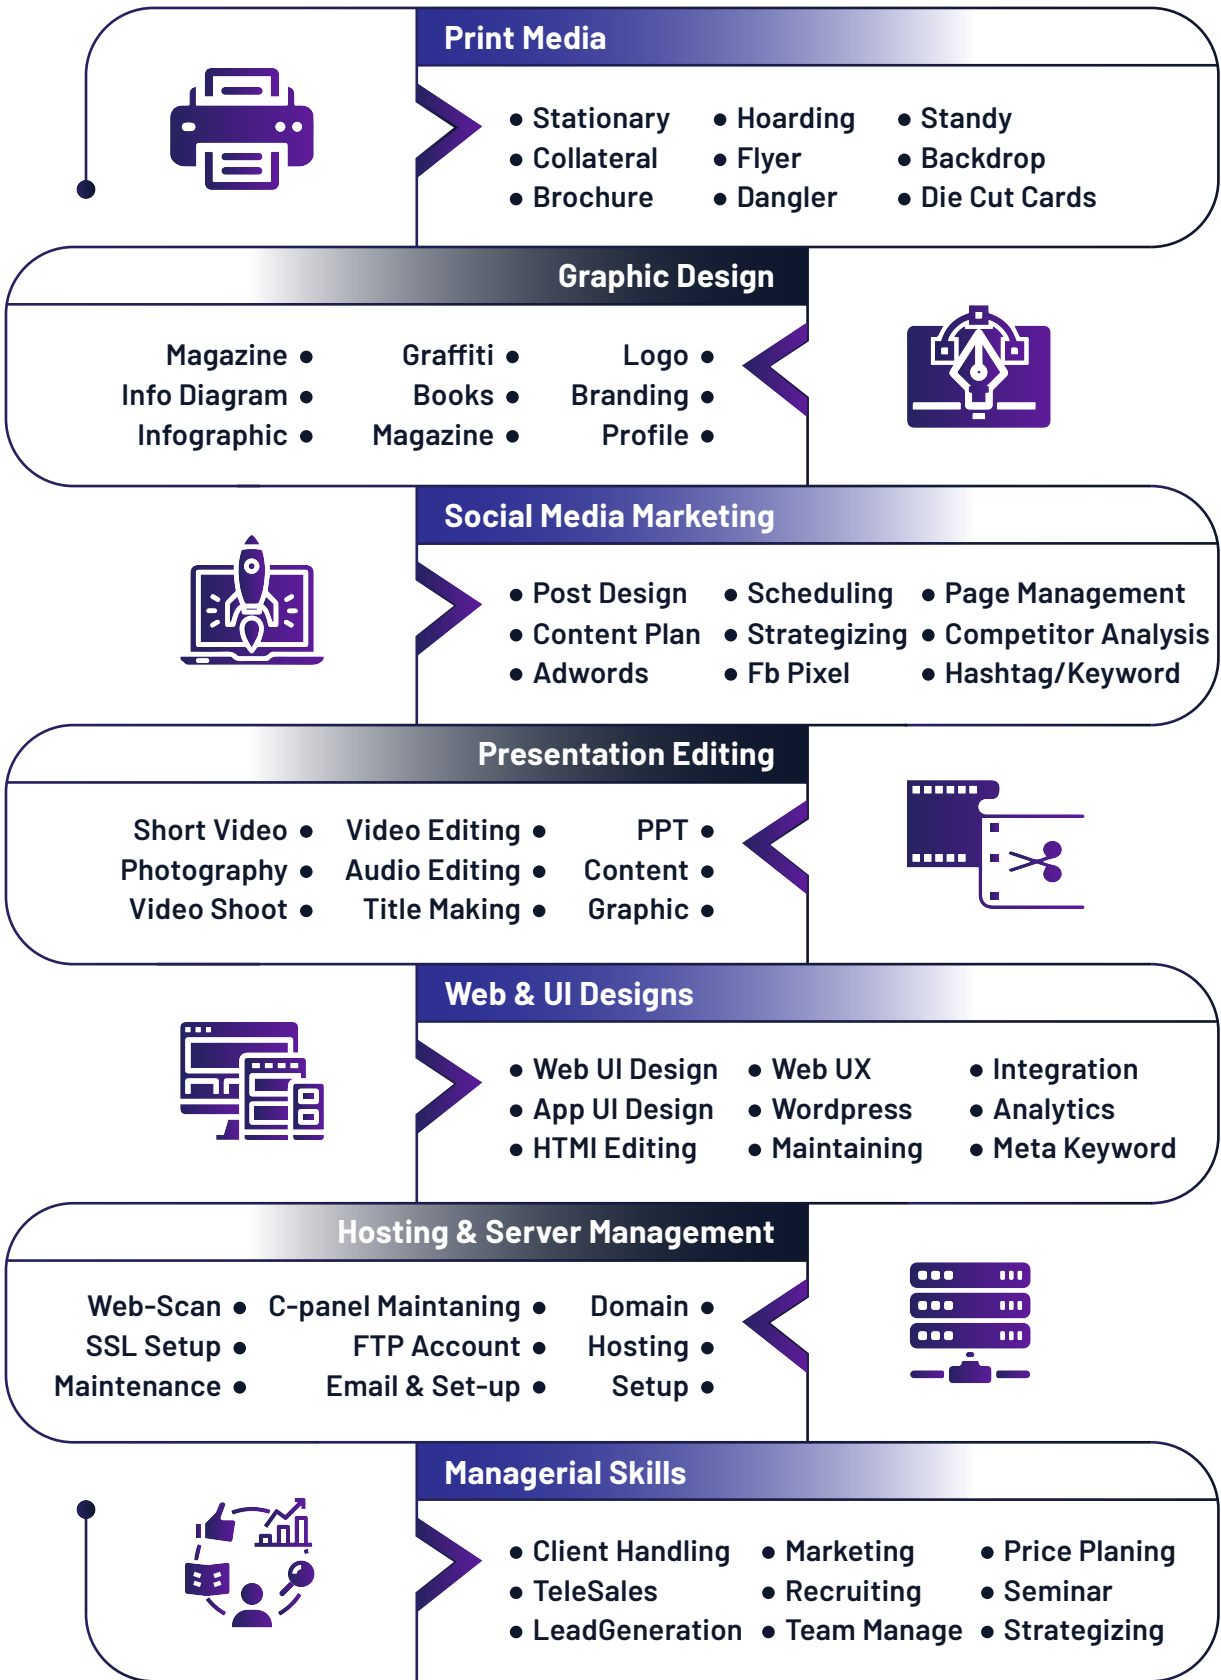 Print Media
• Stationary • Hoarding • Standy
• Collateral • Flyer • Backdrop
• Brochure • Dangler • Die Cut Cards
Graphic Design
Magazine • Graffiti • Logo •
Info Diagram • Books • Branding •
Infographic • Magazine • Profile •
Social Media Marketing
• Post Design • Scheduling • Page Management
• Content Plan • Strategizing • Competitor Analysis
• Adwords • Fb Pixel • Hashtag/Keyword
Presentation Editing
Short Video • Video Editing • PPT •
Photography • Audio Editing • Content •
Video Shoot • Title Making • Graphic •
Web & UI Designs
• Web UI Design • Web UX • Integration
• App UI Design • Wordpress • Analytics
• HTMl Editing • Maintaining • Meta Keyword
Hosting & Server Management
Web-Scan • C-panel Maintaning • Domain •
SSL Setup • FTP Account • Hosting •
Maintenance • Email & Set-up • Setup •
Managerial Skills
• Client Handling • Marketing • Price Planing
• TeleSales • Recruiting • Seminar
• LeadGeneration • Team Manage • Strategizing